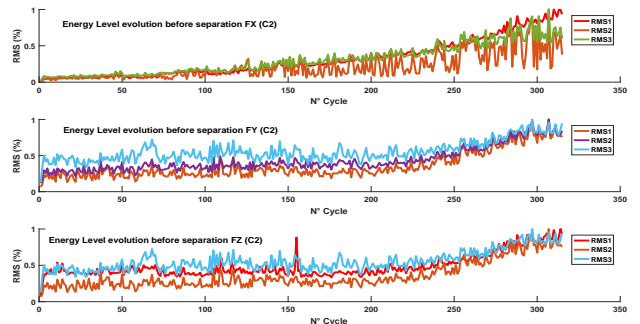 Energy Level evolution before separation FX (C2)
RMS (%)
1
0.5
0
0 50 100 150 200 250 300 350
N° Cycle
RMS1
RMS2
RMS3
Energy Level evolution before separation FY (C2)
RMS (%)
1
0.5
0
0 50 100 150 200 250 300 350
N° Cycle
RMS1
RMS2
RMS3
Energy Level evolution before separation FZ (C2)
RMS (%)
1
0.5
0
0 50 100 150 200 250 300 350
N° Cycle
RMS1
RMS2
RMS3